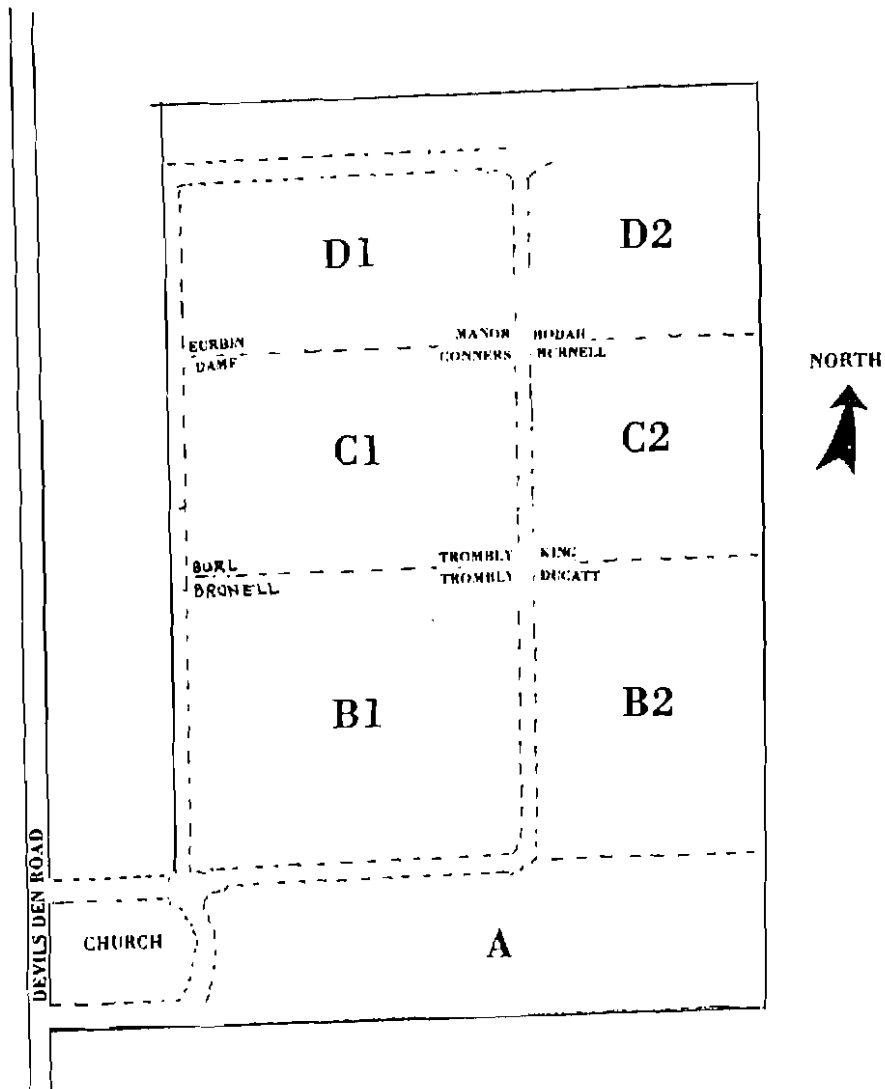 D1
D2
EURBIN
DAME
MANOR
CONNERS
BODAH
BURNELL
NORTH
C1
C2
BURL
BRONELL
TROMBLY
TROMBLY
KING
DUCATT
B1
B2
DEVILS DEN ROAD
CHURCH
A